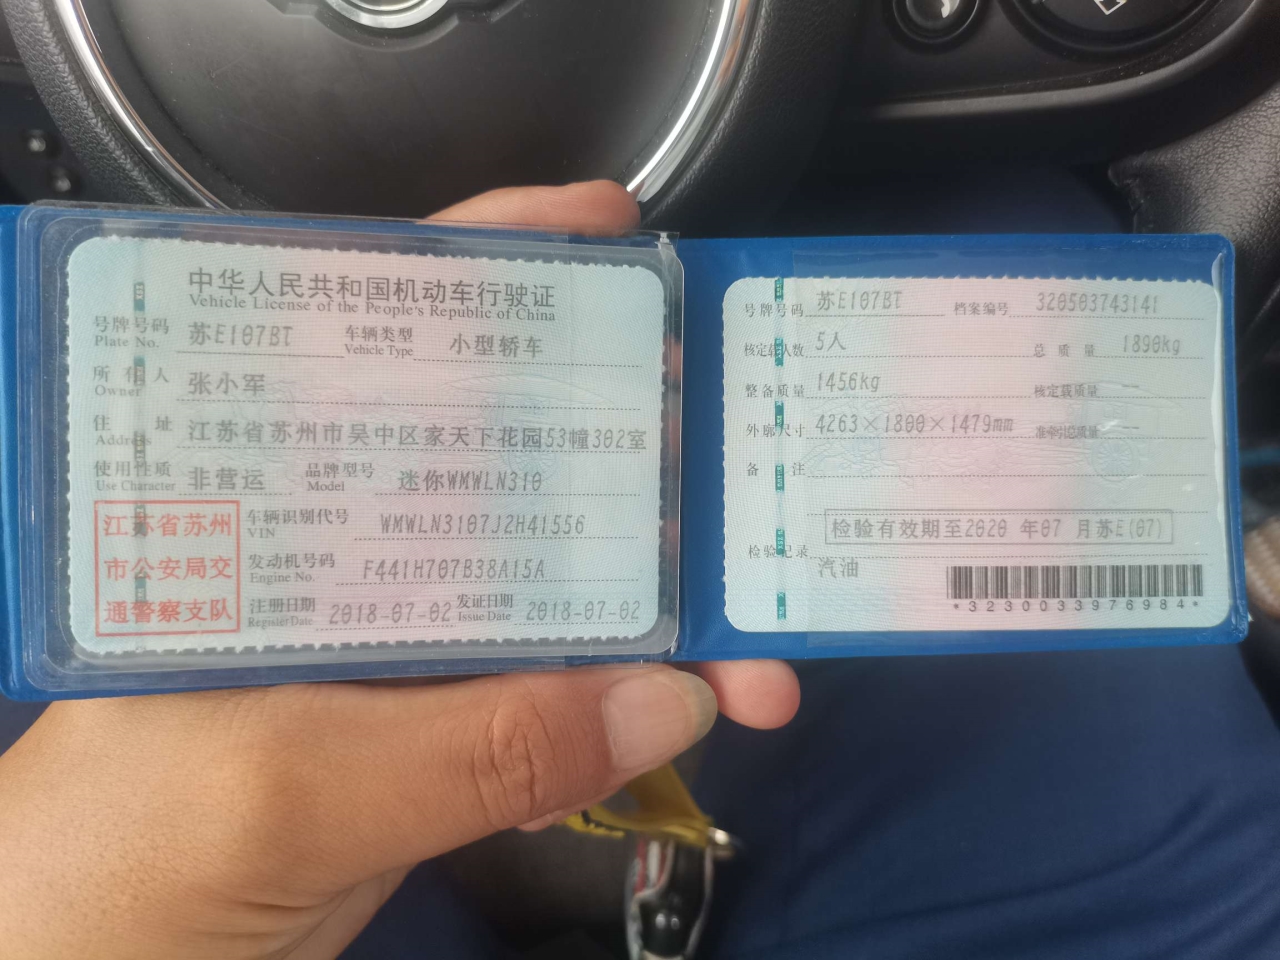 中华人民共和国机动车行驶证
Vehicle License of the People's Republic of China
号牌号码 苏E107BT 车辆类型 小型轿车
Plate No. Vehicle Type
所有人 张小军
Owner
住址 江苏省苏州市吴中区家天下花园53幢302室
Address
使用性质 非营运 品牌型号 迷你WMWLN310
Use Character Model
江苏省苏州
市公安局交
通警察支队
车辆识别代号 WMWLN3107J2H41556
VIN
发动机号码 F441H707B38A15A
Engine No.
注册日期 2018-07-02 发证日期 2018-07-02
Register Date Issue Date
号牌号码 苏E107BT 档案编号 320503743141
核定载人数 5人 总质量 1890kg
整备质量 1456kg 核定载质量 --
外廓尺寸 4263×1800×1479mm 准牵引总质量 --
备注
检验有效期至2020 年07 月苏E(07)
检验记录
汽油
*3230033976984*